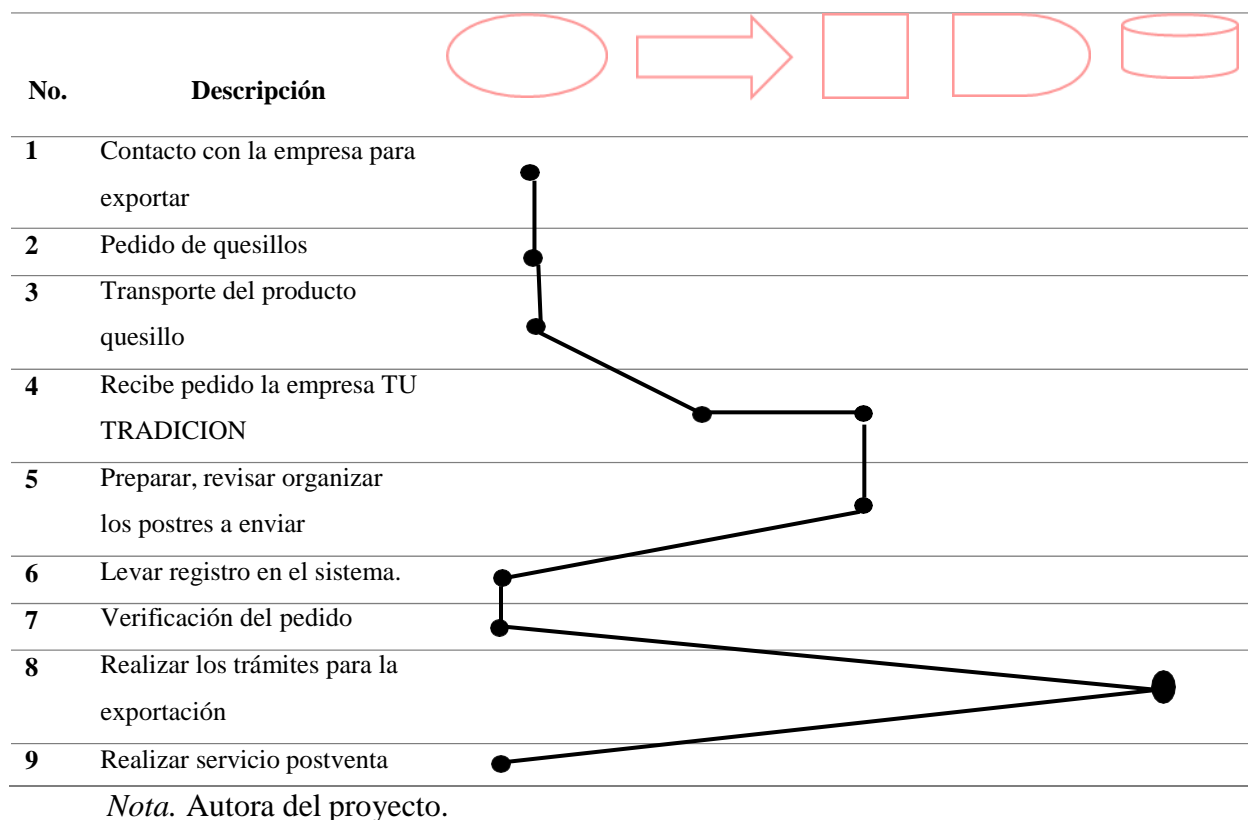 No. Descripción
1 Contacto con la empresa para
exportar
2 Pedido de quesillos
3 Transporte del producto
quesillo
4 Recibe pedido la empresa TU
TRADICION
5 Preparar, revisar organizar
los postres a enviar
6 Levar registro en el sistema.
7 Verificación del pedido
8 Realizar los trámites para la
exportación
9 Realizar servicio postventa
Nota. Autora del proyecto.